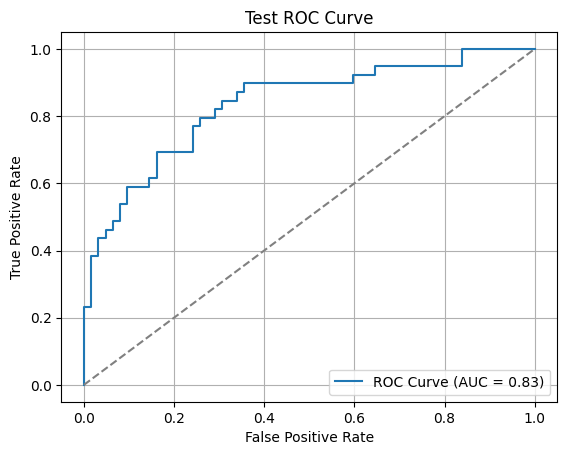 Test ROC Curve
True Positive Rate
1.0
0.8
0.6
0.4
0.2
0.0
ROC Curve (AUC = 0.83)
0.0 0.2 0.4 0.6 0.8 1.0
False Positive Rate